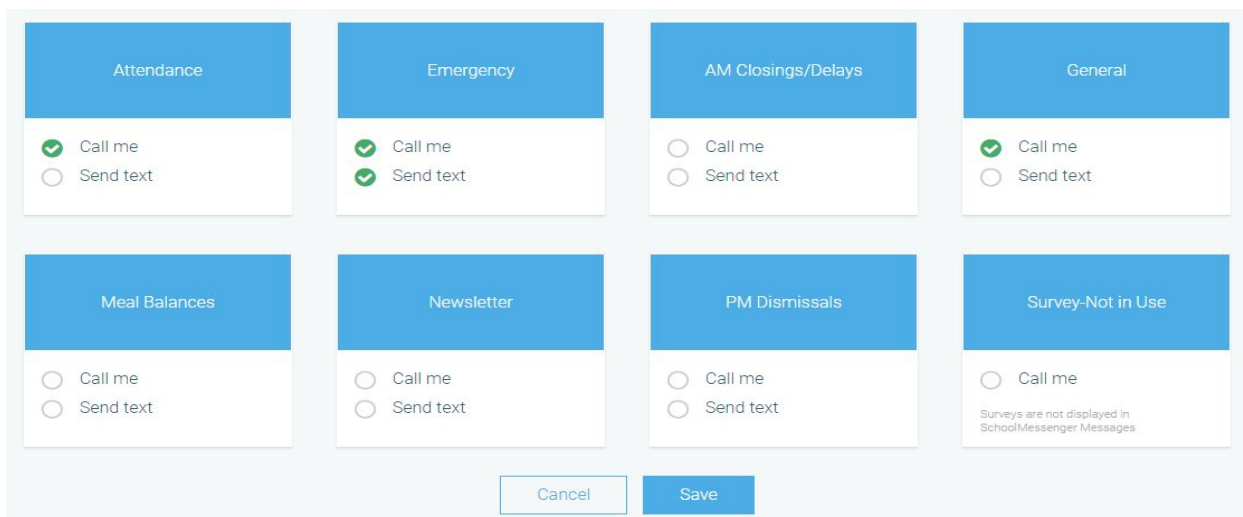 Attendance
Call me
Send text
Emergency
Call me
Send text
AM Closings/Delays
Call me
Send text
General
Call me
Send text
Meal Balances
Call me
Send text
Newsletter
Call me
Send text
PM Dismissals
Call me
Send text
Survey-Not in Use
Call me
Surveys are not displayed in
SchoolMessenger Messages
Cancel
Save